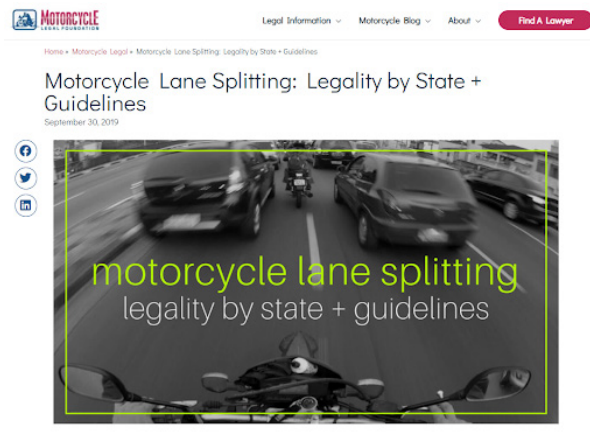 MOTORCYCLE
LEGAL FOUNDATION
Legal Information
Motorcycle Blog
About
Find A Lawyer
Home • Motorcycle Legal • Motorcycle Lane Splitting: Legality by State + Guidelines
Motorcycle Lane Splitting: Legality by State +
Guidelines
September 30, 2019
motorcycle lane splitting
legality by state + guidelines